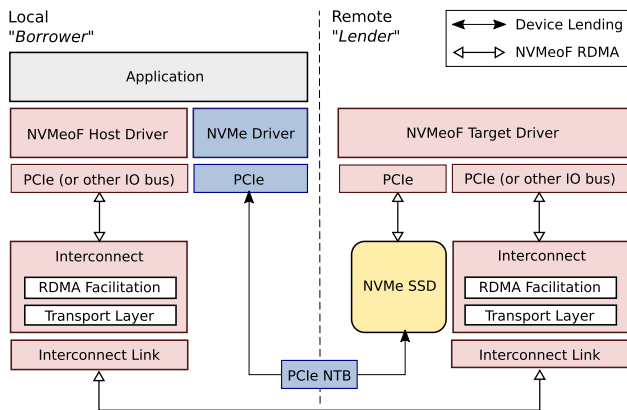 Local
"Borrower"
Remote
"Lender"
Device Lending
NVMeoF RDMA
Application
NVMeoF Host Driver
NVMe Driver
NVMeoF Target Driver
PCIe (or other IO bus)
PCIe
PCIe
PCIe (or other IO bus)
Interconnect
RDMA Facilitation
Transport Layer
NVMe SSD
Interconnect
RDMA Facilitation
Transport Layer
Interconnect Link
PCIe NTB
Interconnect Link